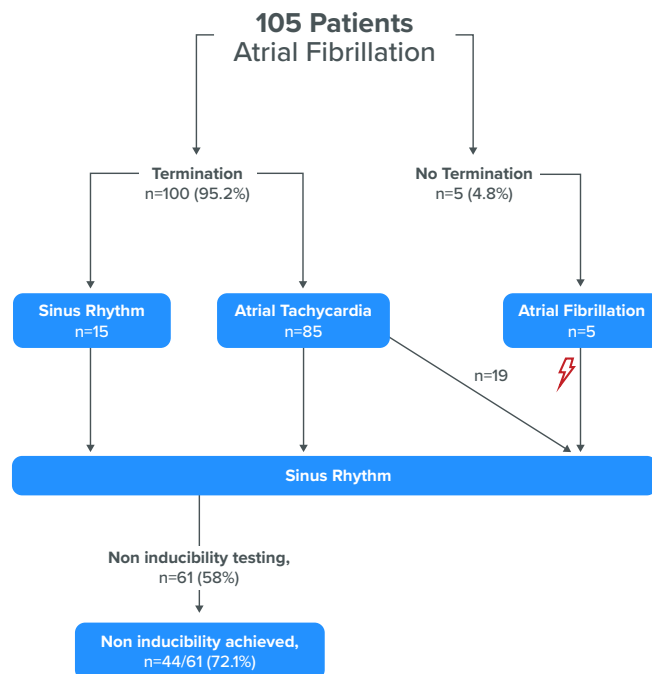 105 Patients
Atrial Fibrillation
Termination
n=100 (95.2%)
No Termination
n=5 (4.8%)
Sinus Rhythm
n=15
Atrial Tachycardia
n=85
Atrial Fibrillation
n=5
n=19
Sinus Rhythm
Non inducibility testing,
n=61 (58%)
Non inducibility achieved,
n=44/61 (72.1%)